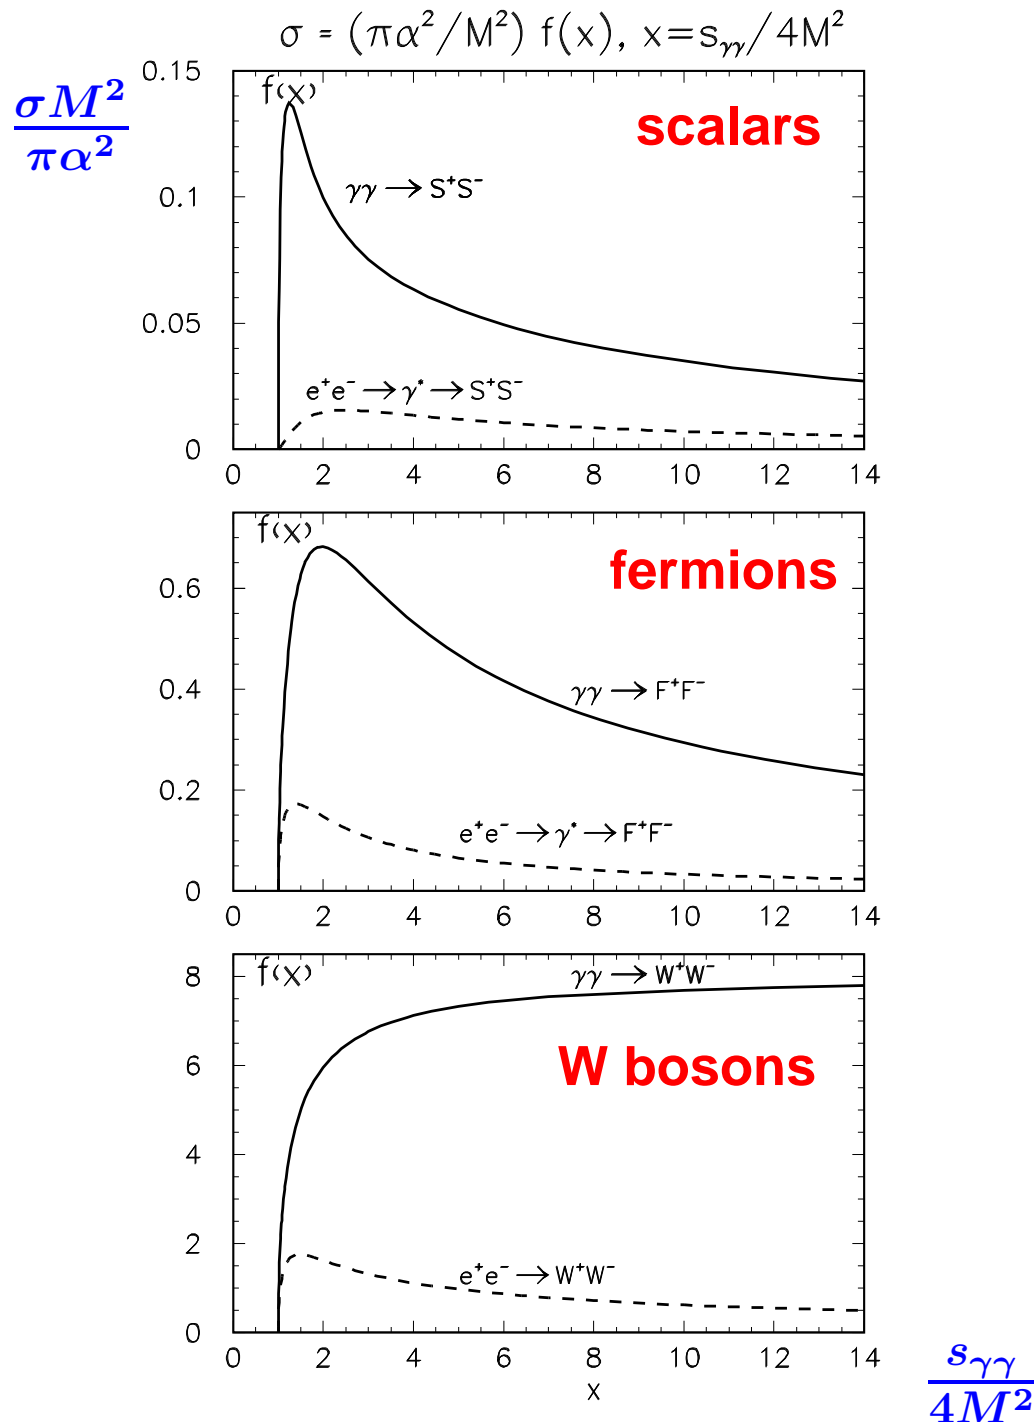 σ = (πα²/M²) f(x), x=s_γγ/4M²
σM²
πα²
0.15
f(x)
scalars
γγ → S⁺S⁻
0.1
0.05
e⁺e⁻ → γ* → S⁺S⁻
0
0 2 4 6 8 10 12 14
f(x)
fermions
0.6
γγ → F⁺F⁻
0.4
0.2
e⁺e⁻ → γ* → F⁺F⁻
0
0 2 4 6 8 10 12 14
f(x)
γγ → W⁺W⁻
8
W bosons
6
4
2
e⁺e⁻ → W⁺W⁻
0
0 2 4 6 8 10 12 14
x
s_γγ
4M²